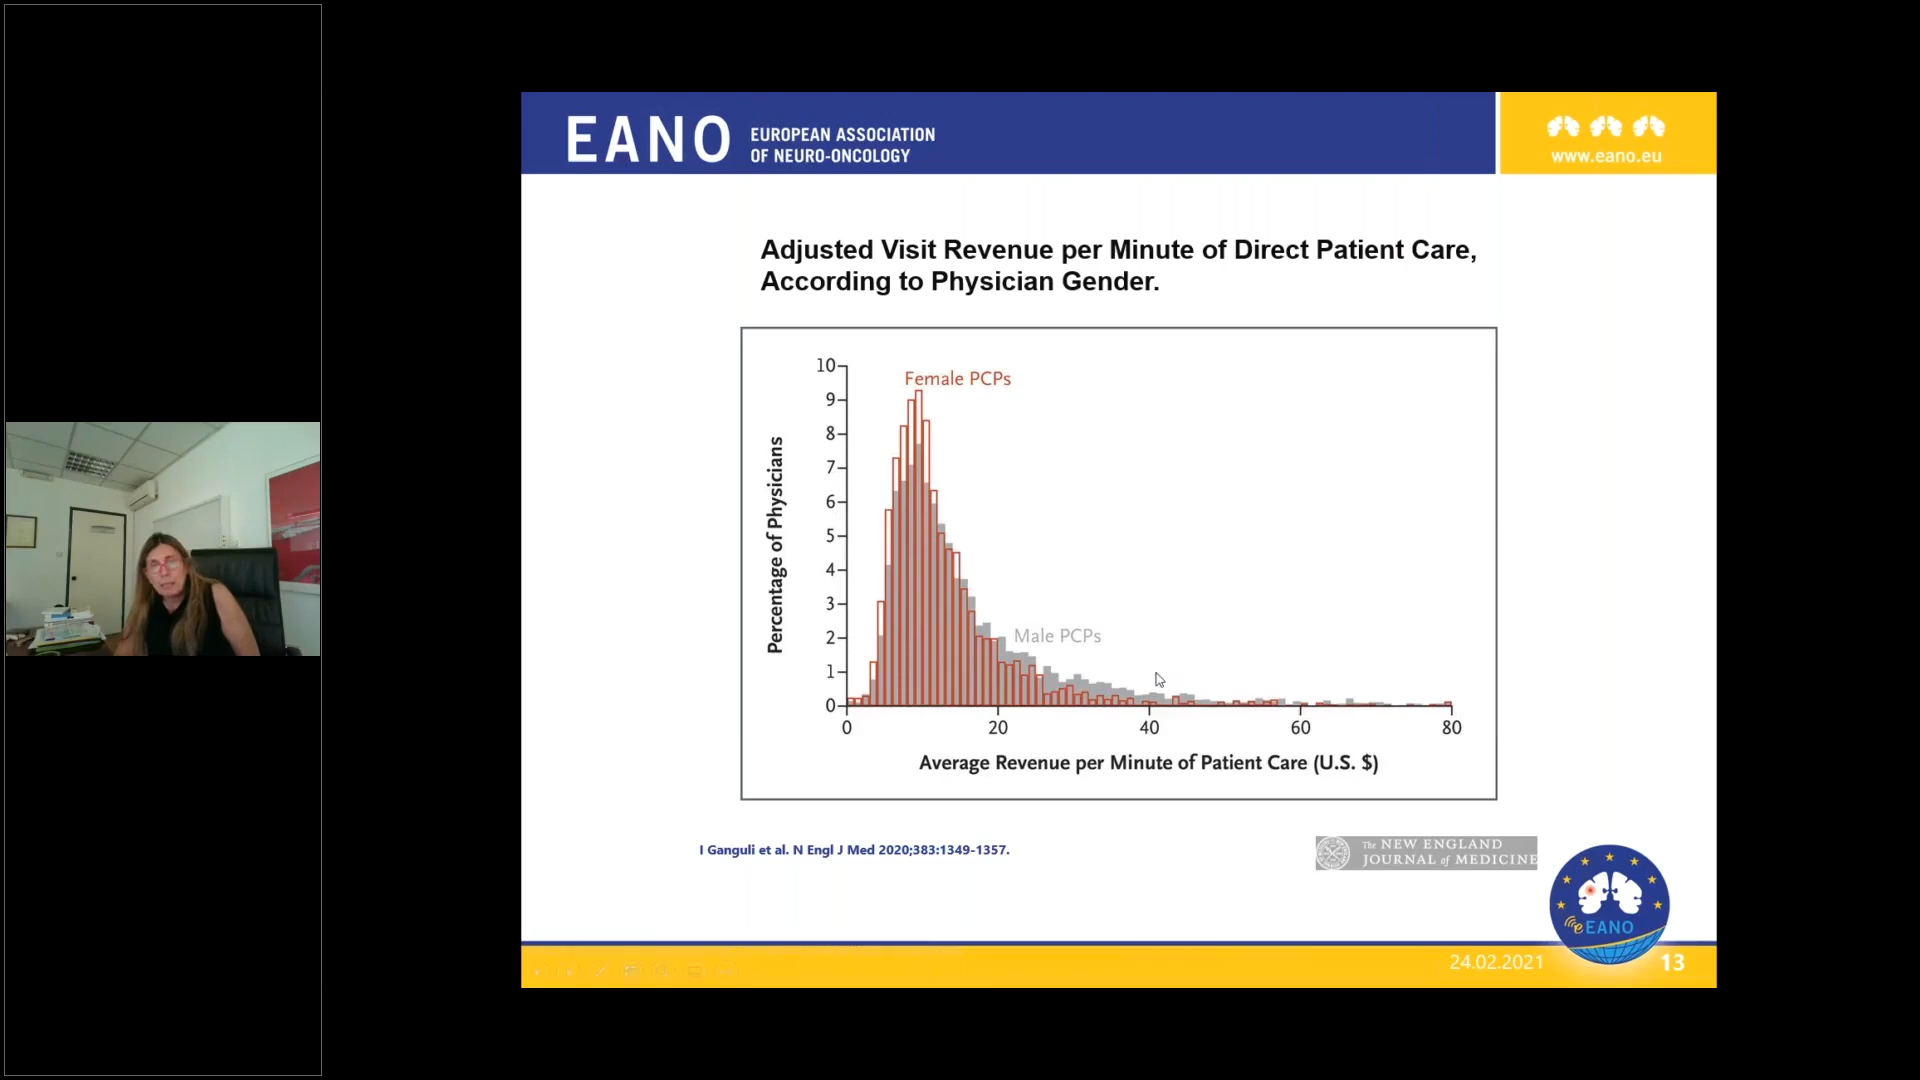 EANO
EUROPEAN ASSOCIATION
OF NEURO-ONCOLOGY
www.eano.eu
Adjusted Visit Revenue per Minute of Direct Patient Care,
According to Physician Gender.
10
9
8
7
6
5
4
3
2
1
0
Percentage of Physicians
Female PCPs
Male PCPs
0 20 40 60 80
Average Revenue per Minute of Patient Care (U.S. $)
I Ganguli et al. N Engl J Med 2020;383:1349-1357.
The NEW ENGLAND
JOURNAL of MEDICINE
eEANO
24.02.2021
13